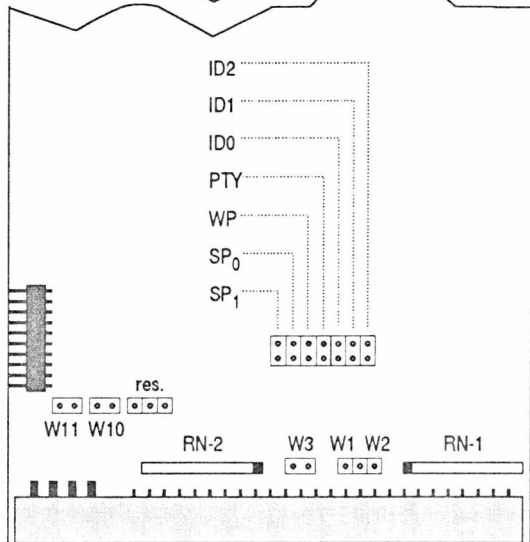 ID2
ID1
ID0
PTY
WP
SP0
SP1
res.
W11 W10
RN-2 W3 W1 W2 RN-1